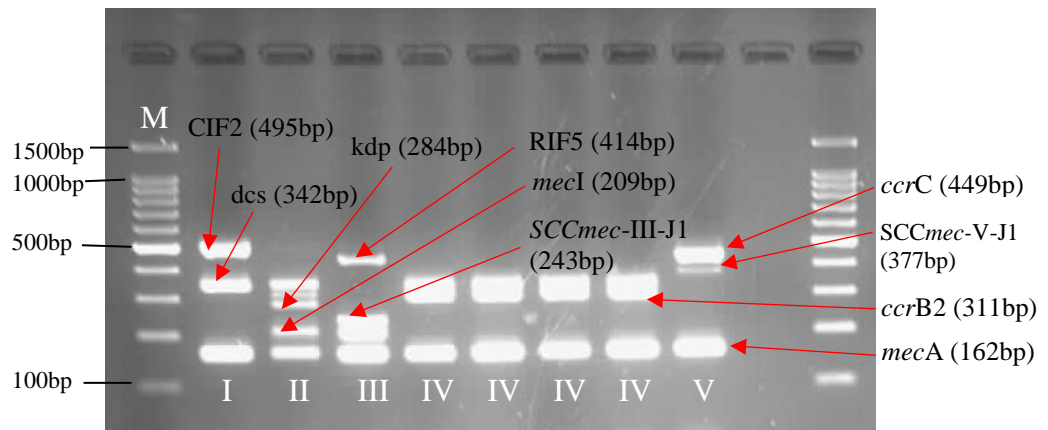 M
CIF2 (495bp)
kdp (284bp)
RIF5 (414bp)
1500bp
1000bp
dcs (342bp)
mecI (209bp)
ccrC (449bp)
500bp
SCCmec-III-J1
(243bp)
SCCmec-V-J1
(377bp)
ccrB2 (311bp)
mecA (162bp)
100bp
I II III IV IV IV IV V